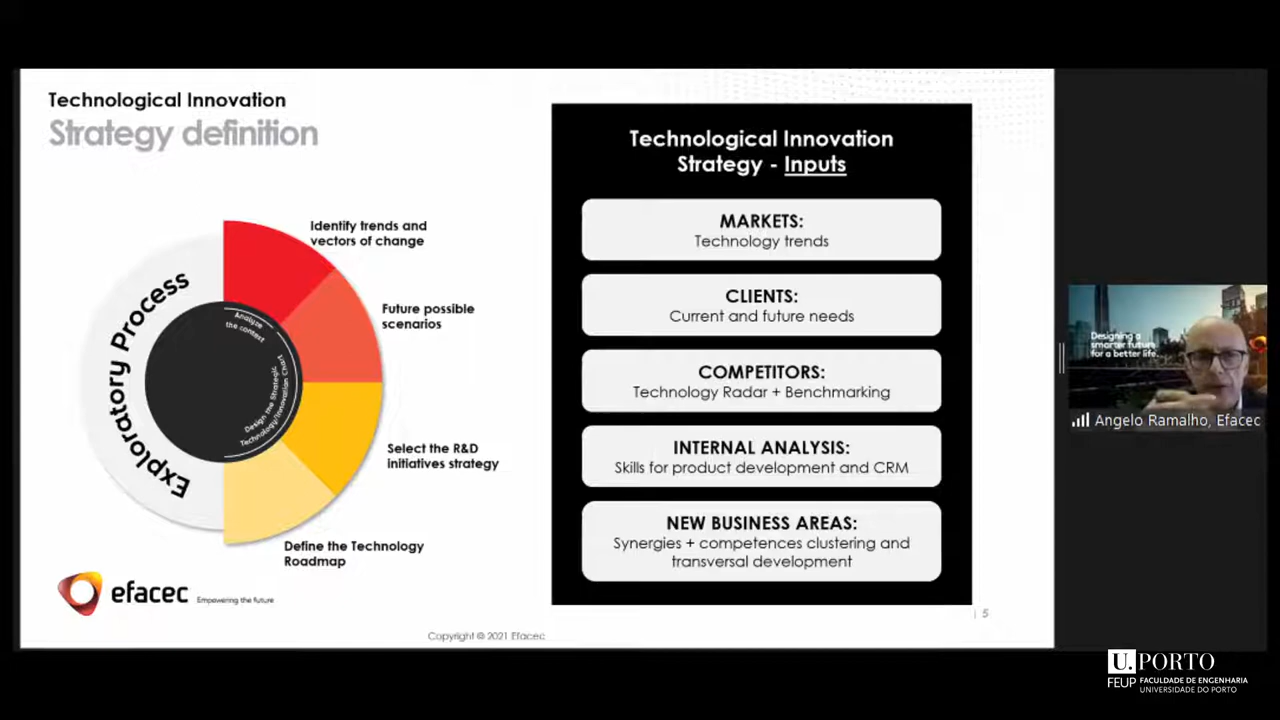 Technological Innovation
Strategy definition
Exploratory Process
Analyze
the context
Design the Strategic
Technology/Innovation Chart
Identify trends and
vectors of change
Future possible
scenarios
Select the R&D
initiatives strategy
Define the Technology
Roadmap
efacec Empowering the future
Copyright © 2021 Efacec
Technological Innovation
Strategy - Inputs
MARKETS:
Technology trends
CLIENTS:
Current and future needs
COMPETITORS:
Technology Radar + Benchmarking
INTERNAL ANALYSIS:
Skills for product development and CRM
NEW BUSINESS AREAS:
Synergies + competences clustering and
transversal development
| 5
Designing a
smarter future
for a better life.
Angelo Ramalho, Efacec
U. PORTO
FEUP FACULDADE DE ENGENHARIA
UNIVERSIDADE DO PORTO